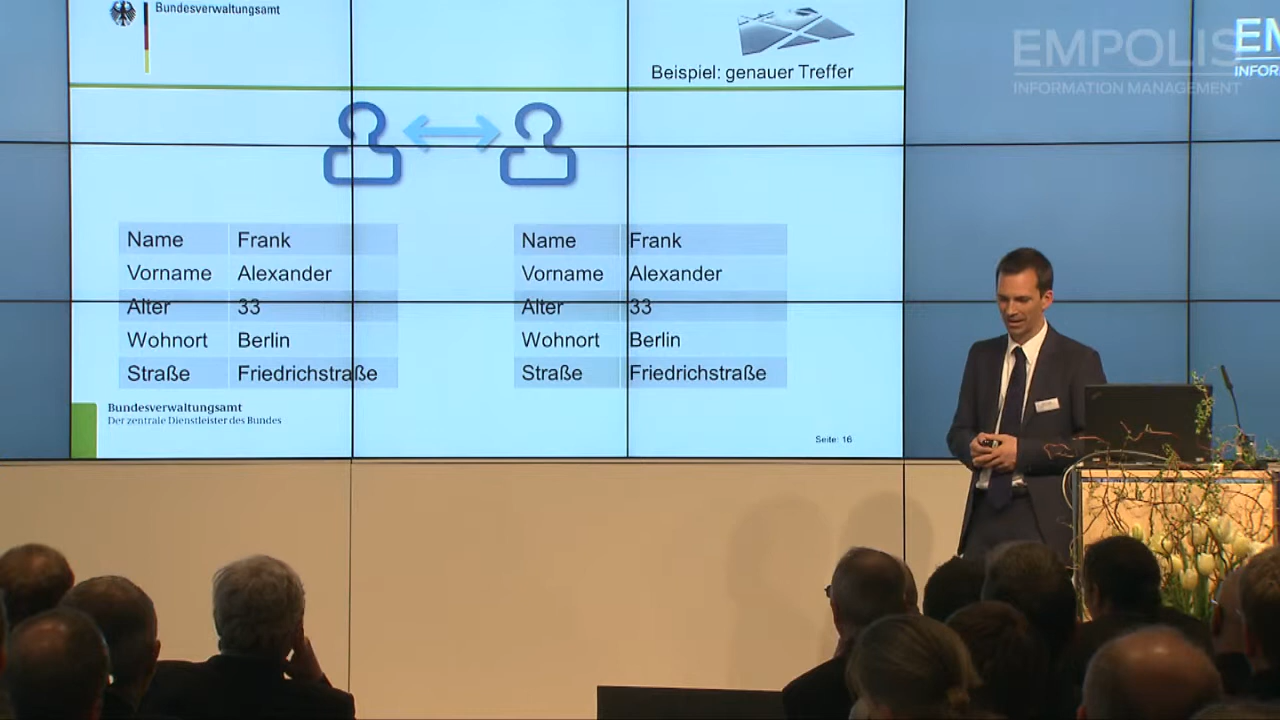 Bundesverwaltungsamt
EMPOLIS
INFORMATION MANAGEMENT
Beispiel: genauer Treffer
Name Frank
Vorname Alexander
Alter 33
Wohnort Berlin
Straße Friedrichstraße
Name Frank
Vorname Alexander
Alter 33
Wohnort Berlin
Straße Friedrichstraße
Bundesverwaltungsamt
Der zentrale Dienstleister des Bundes
Seite: 16